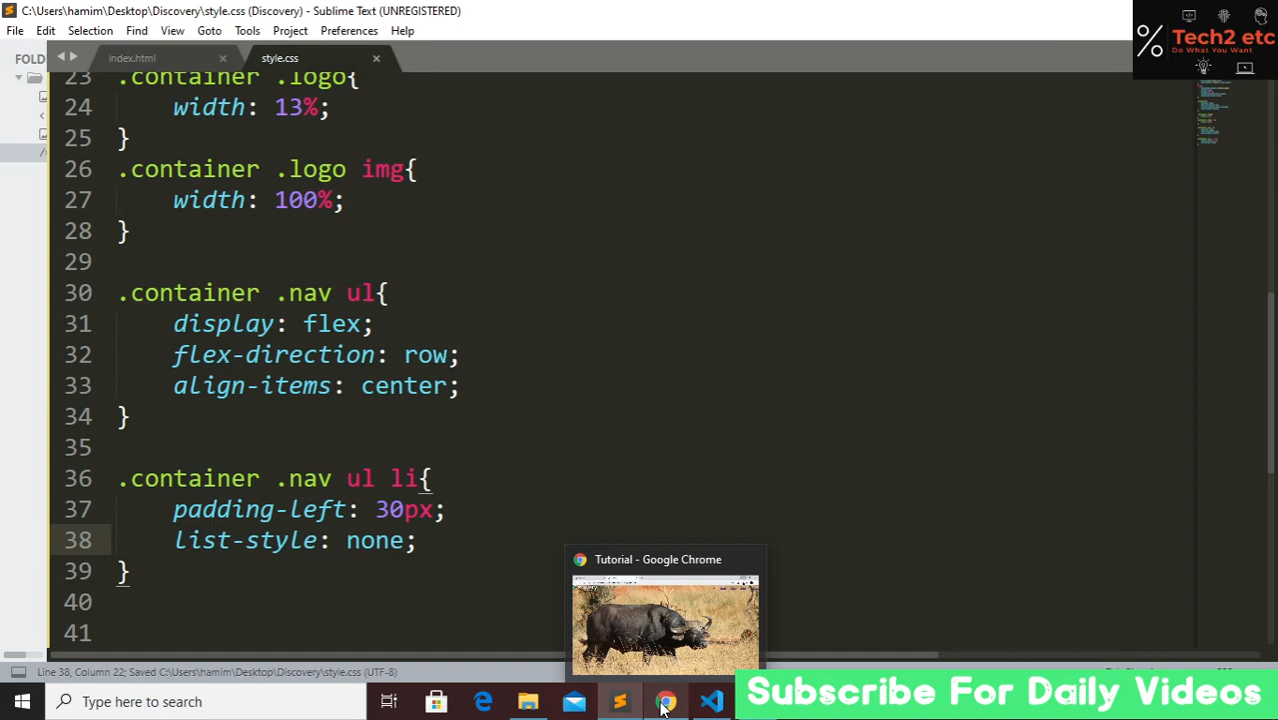 C:\Users\hamim\Desktop\Discovery\style.css (Discovery) - Sublime Text (UNREGISTERED)
File Edit Selection Find View Goto Tools Project Preferences Help
Tech2 etc
Do What You Want
FOLD
index.html
style.css
23 .container .logo{
24 width: 13%;
25 }
26 .container .logo img{
27 width: 100%;
28 }
29
30 .container .nav ul{
31 display: flex;
32 flex-direction: row;
33 align-items: center;
34 }
35
36 .container .nav ul li{
37 padding-left: 30px;
38 list-style: none;
39 }
40
41
Tutorial - Google Chrome
Line 38, Column 22; Saved C:\Users\hamim\Desktop\Discovery\style.css (UTF-8)
Type here to search
Subscribe For Daily Videos